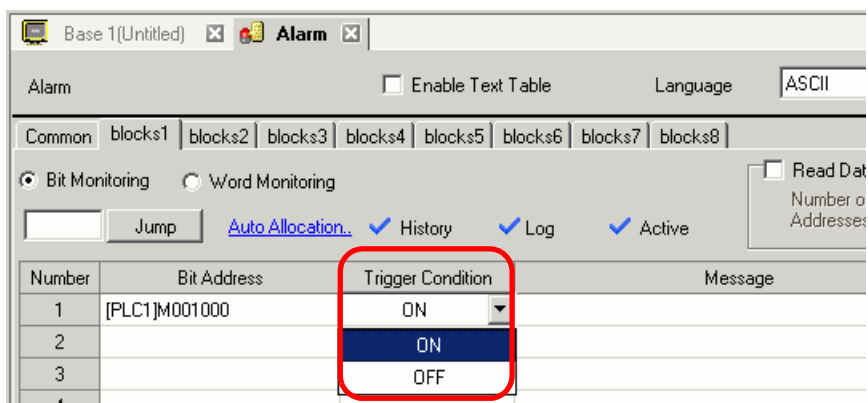 Base 1(Untitled) Alarm
Alarm Enable Text Table Language ASCII
Common blocks1 blocks2 blocks3 blocks4 blocks5 blocks6 blocks7 blocks8
Bit Monitoring Word Monitoring Read Dat
Number o
Jump Auto Allocation.. History Log Active Addresses
Number Bit Address Trigger Condition Message
1 [PLC1]M001000 ON
2 ON
3 OFF